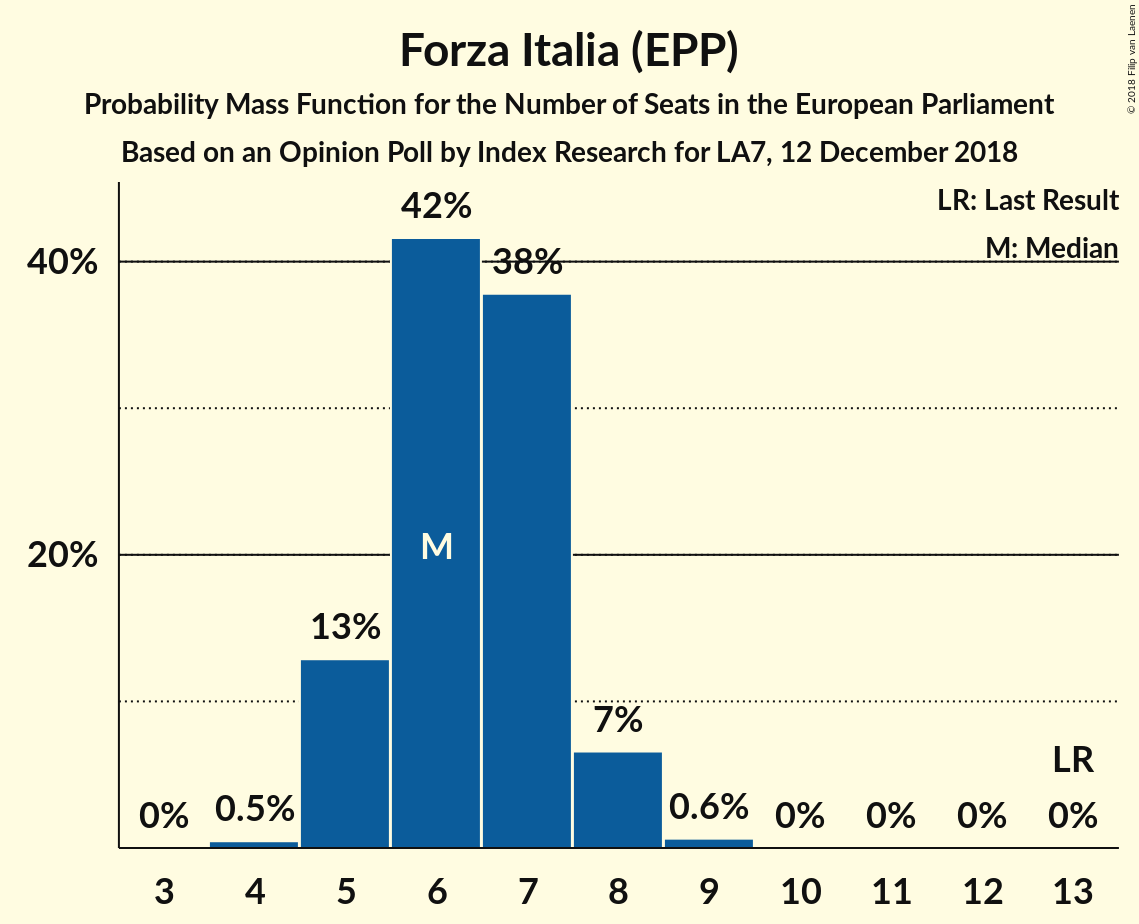 Forza Italia (EPP)
Probability Mass Function for the Number of Seats in the European Parliament
Based on an Opinion Poll by Index Research for LA7, 12 December 2018
© 2018 Filip van Laenen
LR: Last Result
M: Median
40%
20%
0%
0.5%
13%
42%
M
38%
7%
0.6%
0%
0%
0%
LR
0%
3 4 5 6 7 8 9 10 11 12 13